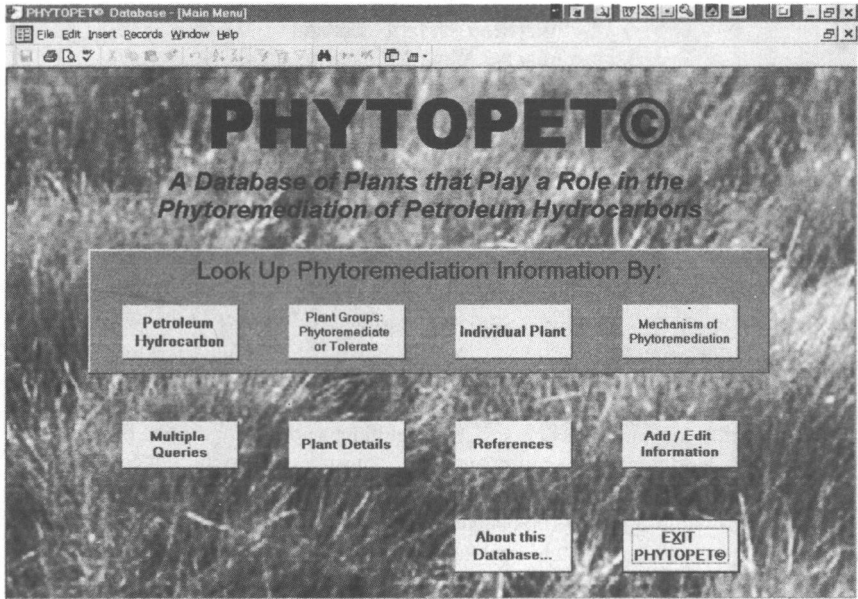 PHYTOPET© Database - [Main Menu]
File Edit Insert Records Window Help
PHYTOPET©
A Database of Plants that Play a Role in the
Phytoremediation of Petroleum Hydrocarbons
Look Up Phytoremediation Information By:
Petroleum
Hydrocarbon
Plant Groups:
Phytoremediate
or Tolerate
Individual Plant
Mechanism of
Phytoremediation
Multiple
Queries
Plant Details
References
Add / Edit
Information
About this
Database...
EXIT
PHYTOPET©